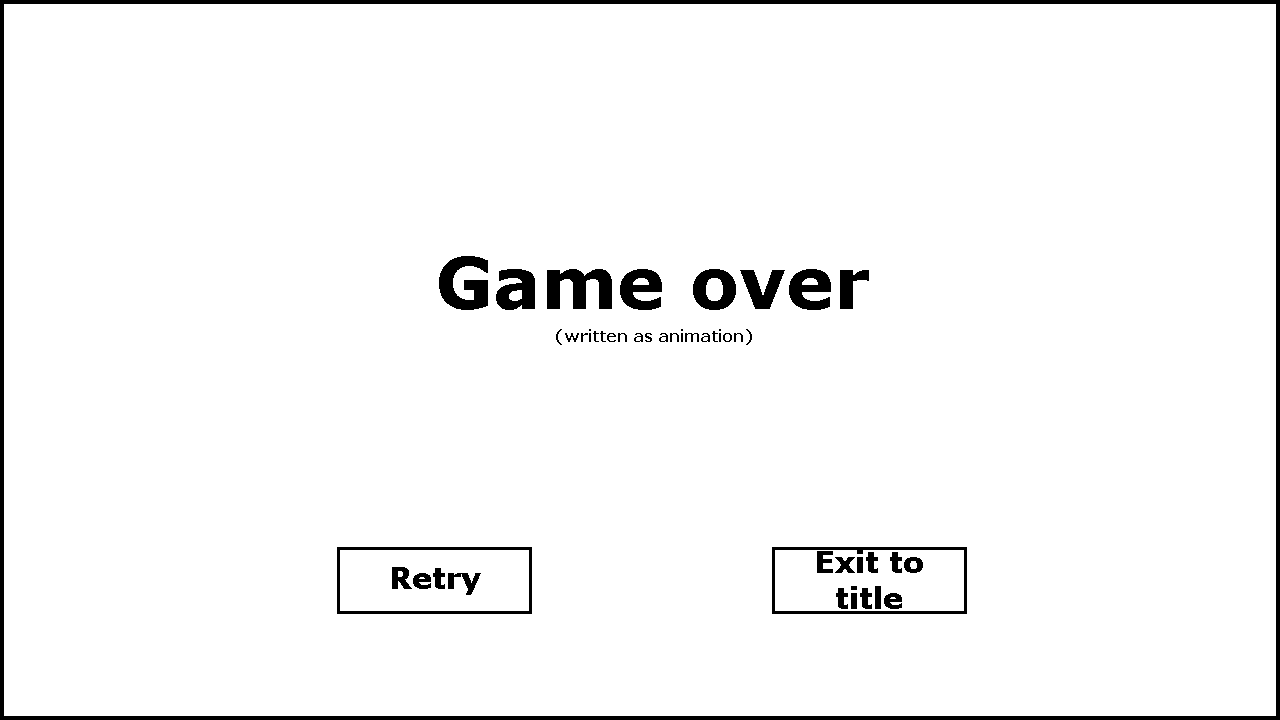 Game over
(written as animation)
Retry
Exit to
title